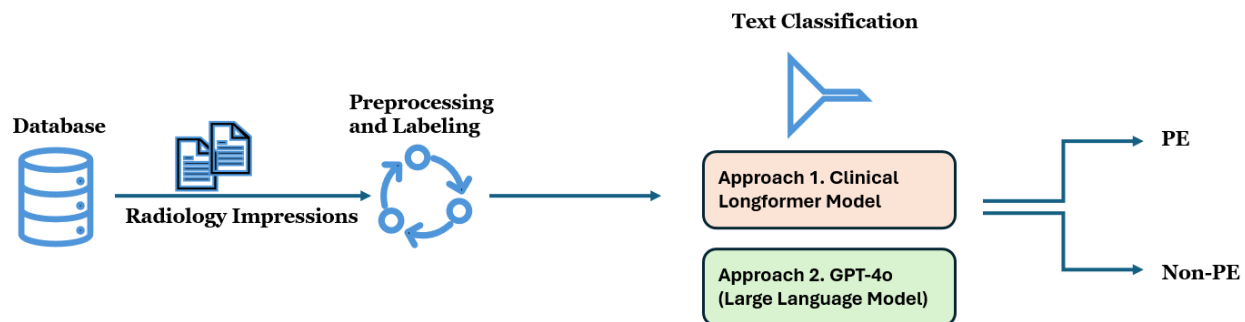 Text Classification
Database
Radiology Impressions
Preprocessing
and Labeling
Approach 1. Clinical
Longformer Model
Approach 2. GPT-4o
(Large Language Model)
PE
Non-PE